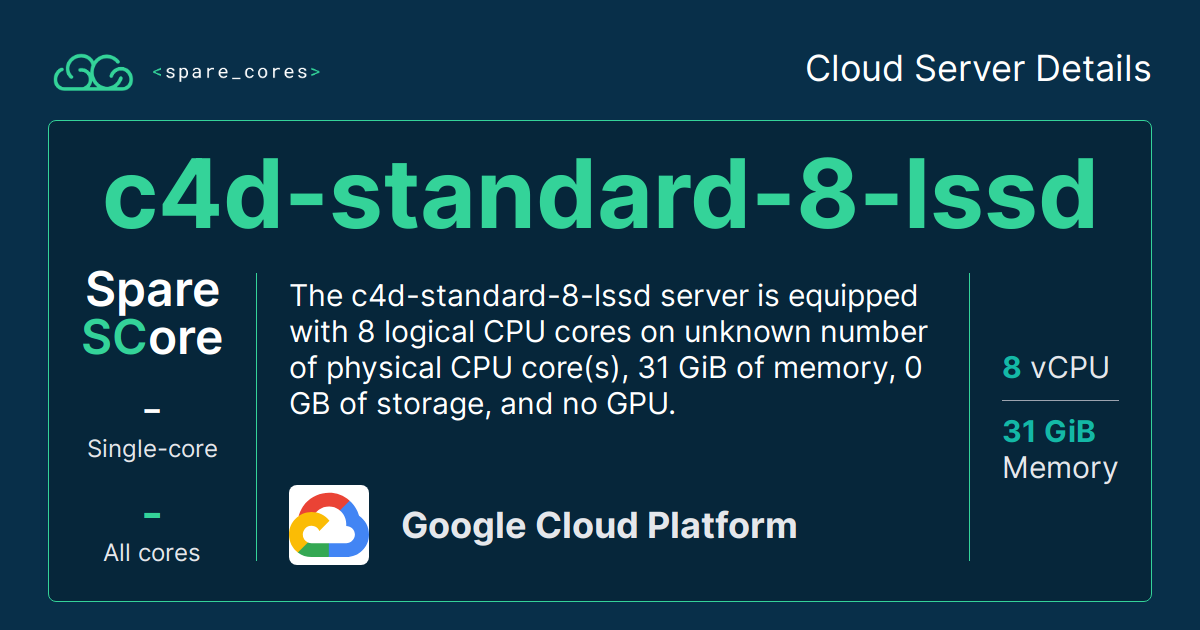 <spare_cores>
Cloud Server Details
c4d-standard-8-lssd
Spare
SCore
–
Single-core
–
All cores
The c4d-standard-8-lssd server is equipped
with 8 logical CPU cores on unknown number
of physical CPU core(s), 31 GiB of memory, 0
GB of storage, and no GPU.
Google Cloud Platform
8 vCPU
31 GiB
Memory